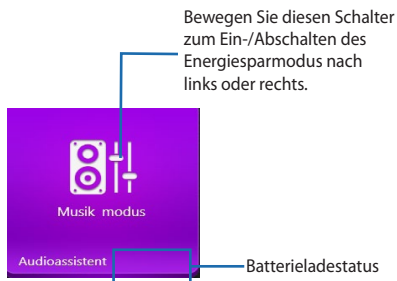 Bewegen Sie diesen Schalter
zum Ein-/Abschalten des
Energiesparmodus nach
links oder rechts.
Musik modus
Audioassistent
Batterieladestatus